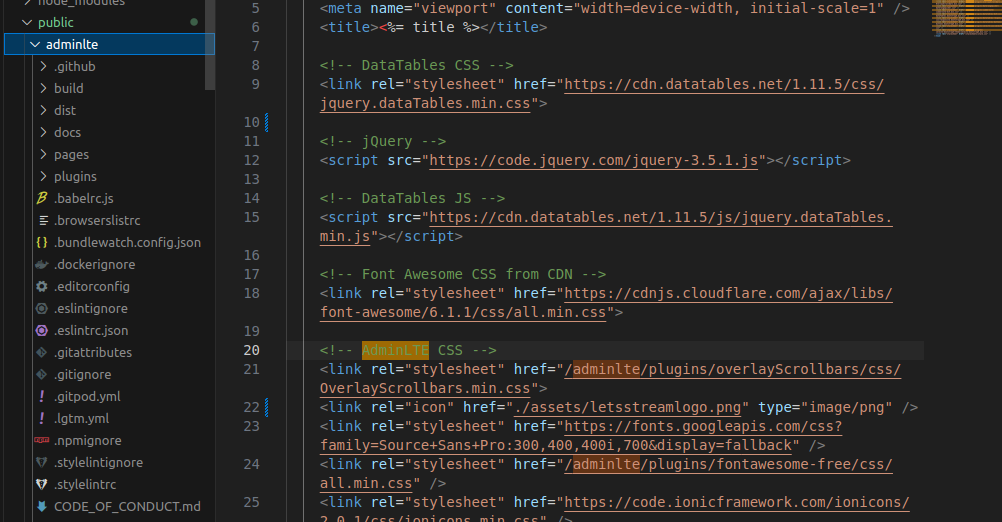 node_modules
public
adminlte
.github
build
dist
docs
pages
plugins
.babelrc.js
.browserslistrc
.bundlewatch.config.json
.dockerignore
.editorconfig
.eslintignore
.eslintrc.json
.gitattributes
.gitignore
.gitpod.yml
.lgtm.yml
.npmignore
.stylelintignore
.stylelintrc
CODE_OF_CONDUCT.md
5 <meta name="viewport" content="width=device-width, initial-scale=1" />
6 <title><%= title %></title>
7
8 <!-- DataTables CSS -->
9 <link rel="stylesheet" href="https://cdn.datatables.net/1.11.5/css/
jquery.dataTables.min.css">
10
11 <!-- jQuery -->
12 <script src="https://code.jquery.com/jquery-3.5.1.js"></script>
13
14 <!-- DataTables JS -->
15 <script src="https://cdn.datatables.net/1.11.5/js/jquery.dataTables.
min.js"></script>
16
17 <!-- Font Awesome CSS from CDN -->
18 <link rel="stylesheet" href="https://cdnjs.cloudflare.com/ajax/libs/
font-awesome/6.1.1/css/all.min.css">
19
20 <!-- AdminLTE CSS -->
21 <link rel="stylesheet" href="/adminlte/plugins/overlayScrollbars/css/
OverlayScrollbars.min.css">
22 <link rel="icon" href="./assets/letsstreamlogo.png" type="image/png" />
23 <link rel="stylesheet" href="https://fonts.googleapis.com/css?
family=Source+Sans+Pro:300,400,400i,700&display=fallback" />
24 <link rel="stylesheet" href="/adminlte/plugins/fontawesome-free/css/
all.min.css" />
25 <link rel="stylesheet" href="https://code.ionicframework.com/ionicons/
2.0.1/css/ionicons.min.css" />